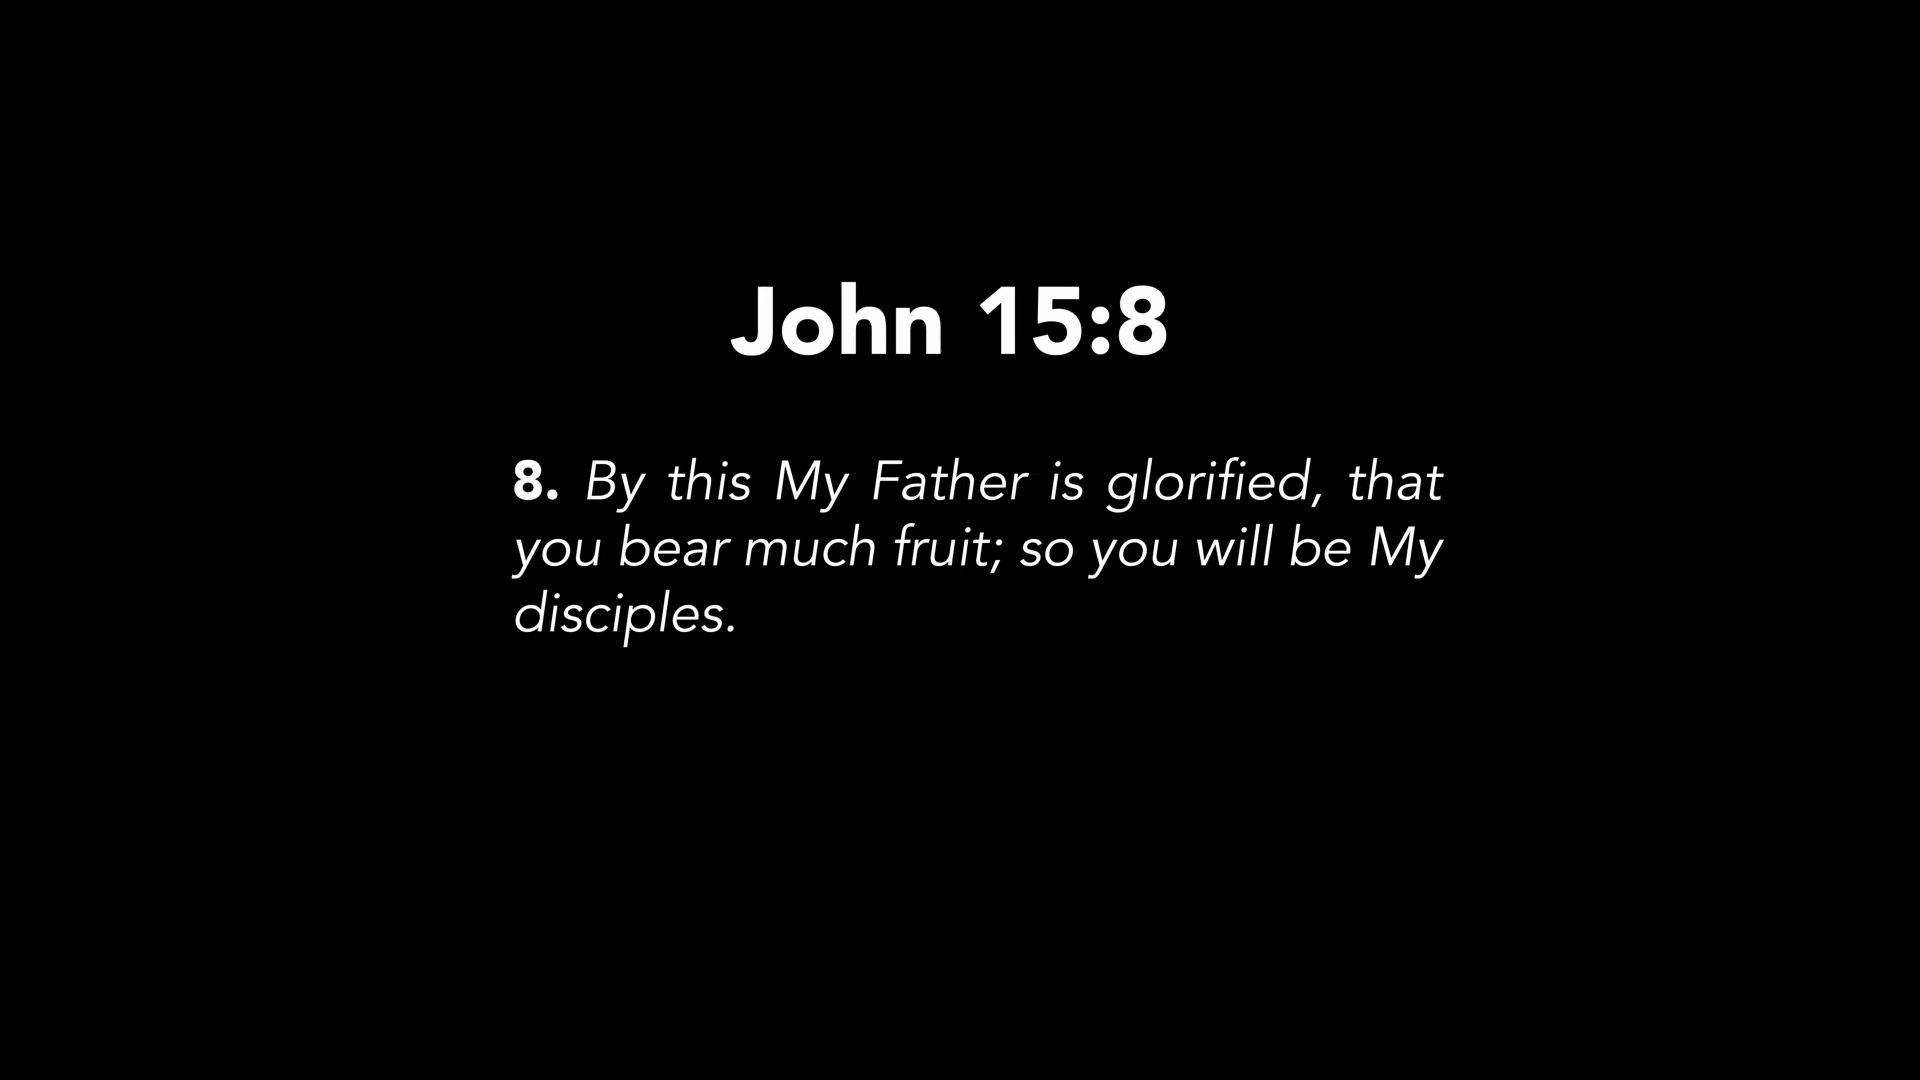 John 15:8
8. By this My Father is glorified, that
you bear much fruit; so you will be My
disciples.